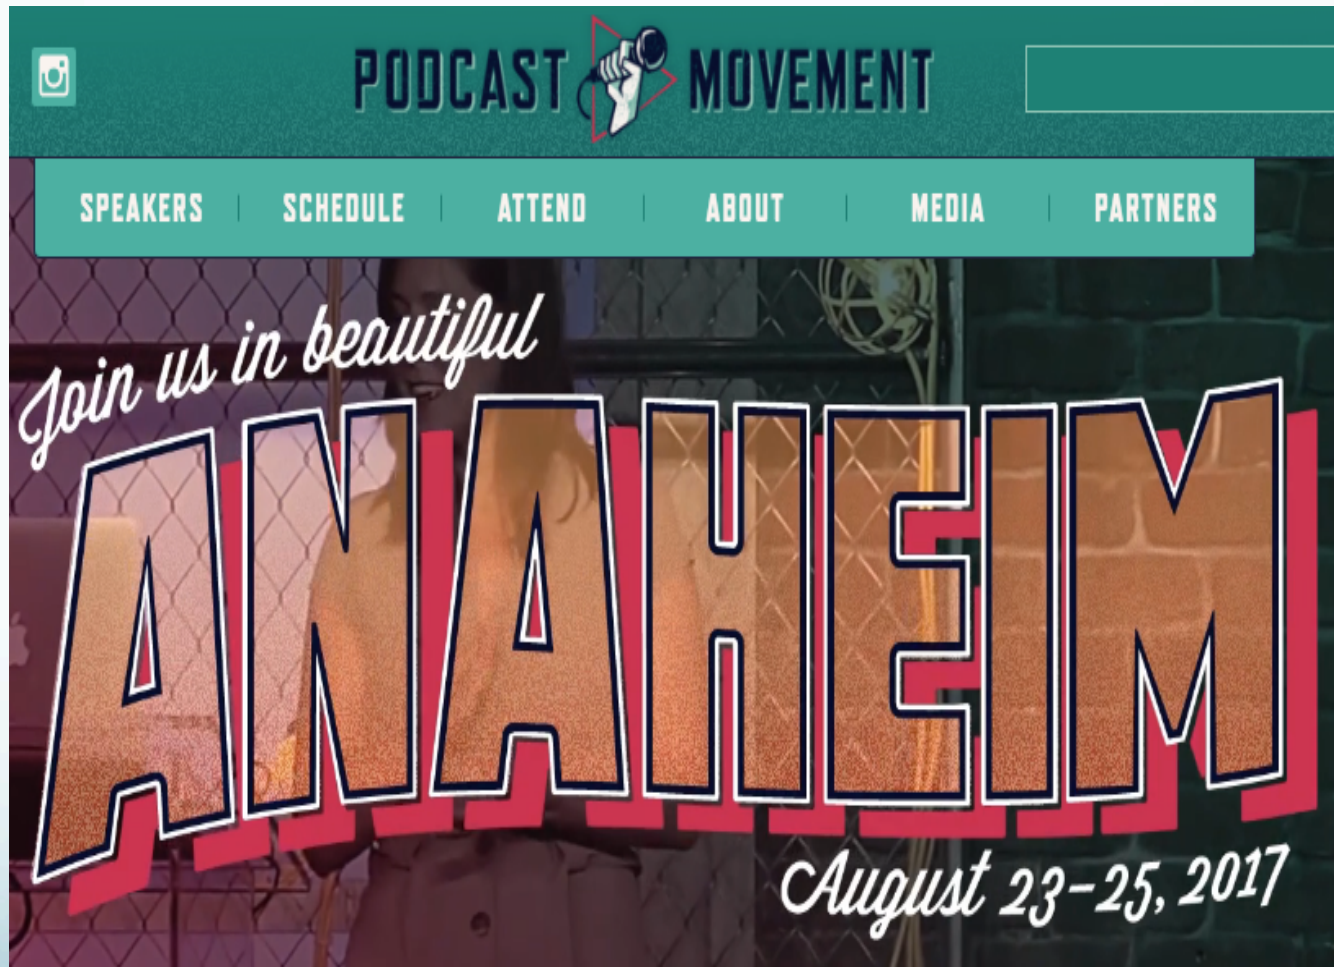 PODCAST MOVEMENT
SPEAKERS SCHEDULE ATTEND ABOUT MEDIA PARTNERS
Join us in beautiful
ANAHEIM
August 23-25, 2017